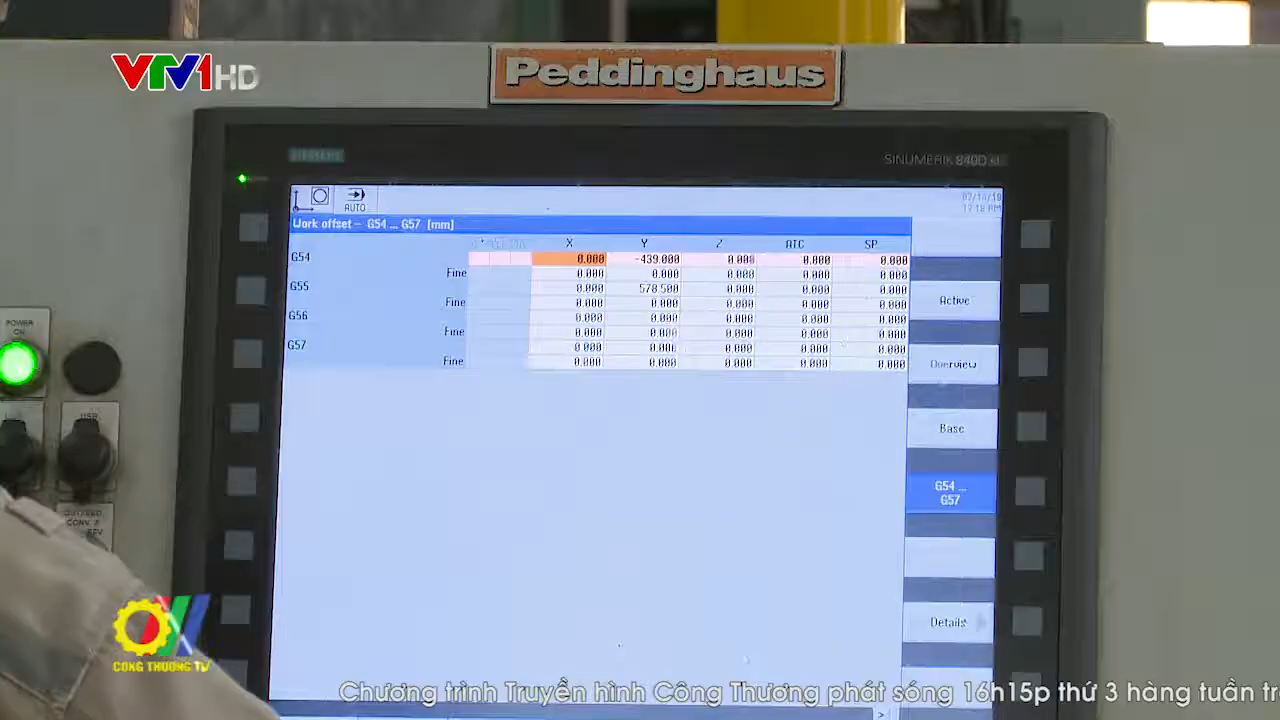 VTV1HD
Peddinghaus
SIEMENS
SINUMERIK 840D sl
AUTO
Work offset - G54 ... G57 [mm]
X Y Z ATC SP
G54 0.000 -439.000 0.000 0.000 0.000
Fine 0.000 0.000 0.000 0.000 0.000
G55 0.000 578.500 0.000 0.000 0.000
Fine 0.000 0.000 0.000 0.000 0.000
G56 0.000 0.000 0.000 0.000 0.000
Fine 0.000 0.000 0.000 0.000 0.000
G57 0.000 0.000 0.000 0.000 0.000
Fine 0.000 0.000 0.000 0.000 0.000
Active
Overview
Base
G54 ...
G57
Details
>
POWER
ON
USB
CONV. X
CÔNG THƯƠNG TV
Chương trình Truyền hình Công Thương phát sóng 16h15p thứ 3 hàng tuần